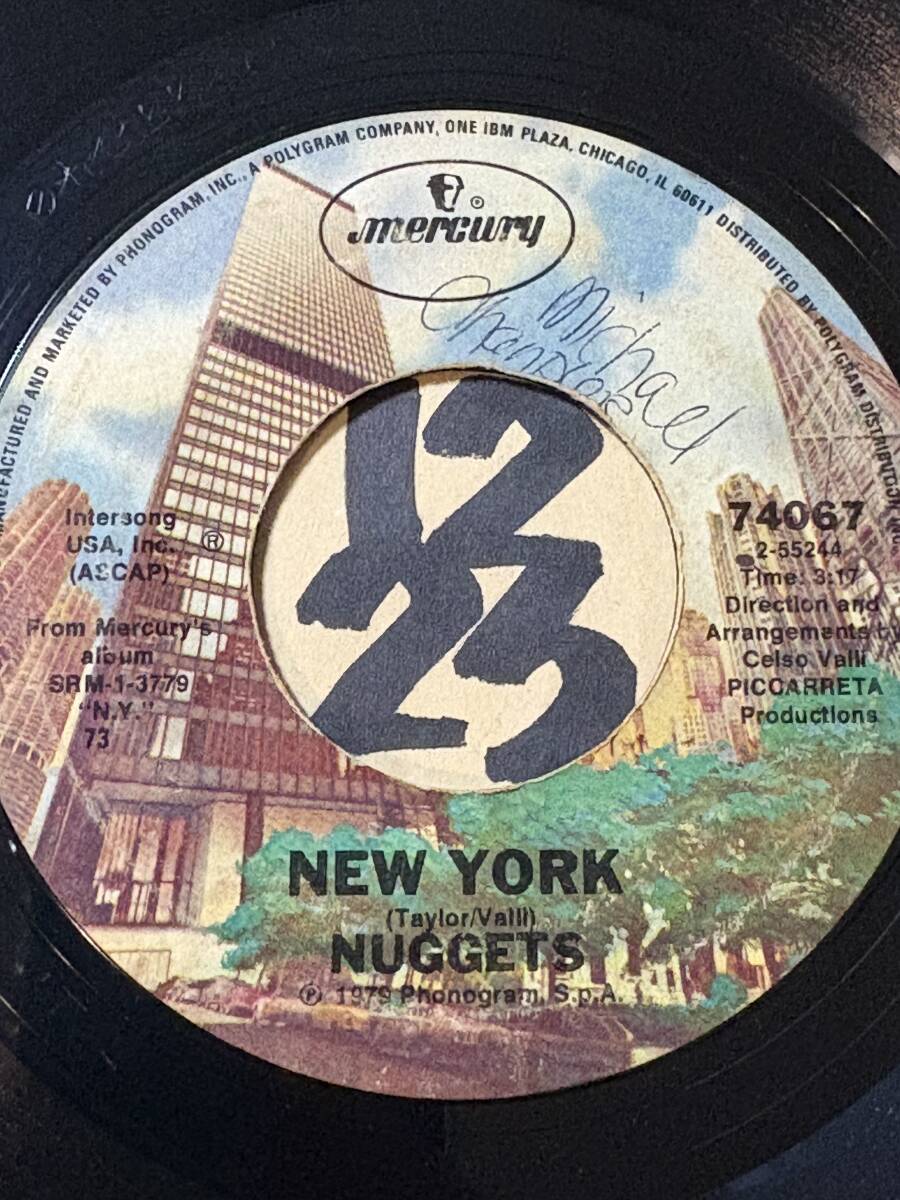 MANUFACTURED AND MARKETED BY PHONOGRAM, INC., A POLYGRAM COMPANY, ONE IBM PLAZA, CHICAGO, IL 60611 DISTRIBUTED BY POLYGRAM DISTRIBUTION, INC.
®
mercury
Michael
12
23
Intersong
USA, Inc. ®
(ASCAP)
From Mercury's
album
SRM-1-3779
"N.Y."
73
74067
2-55244
Time: 3:17
Direction and
Arrangements by
Celso Valli
PICCARRETA
Productions
NEW YORK
(Taylor/Valli)
NUGGETS
℗ 1979 Phonogram, S.p.A.